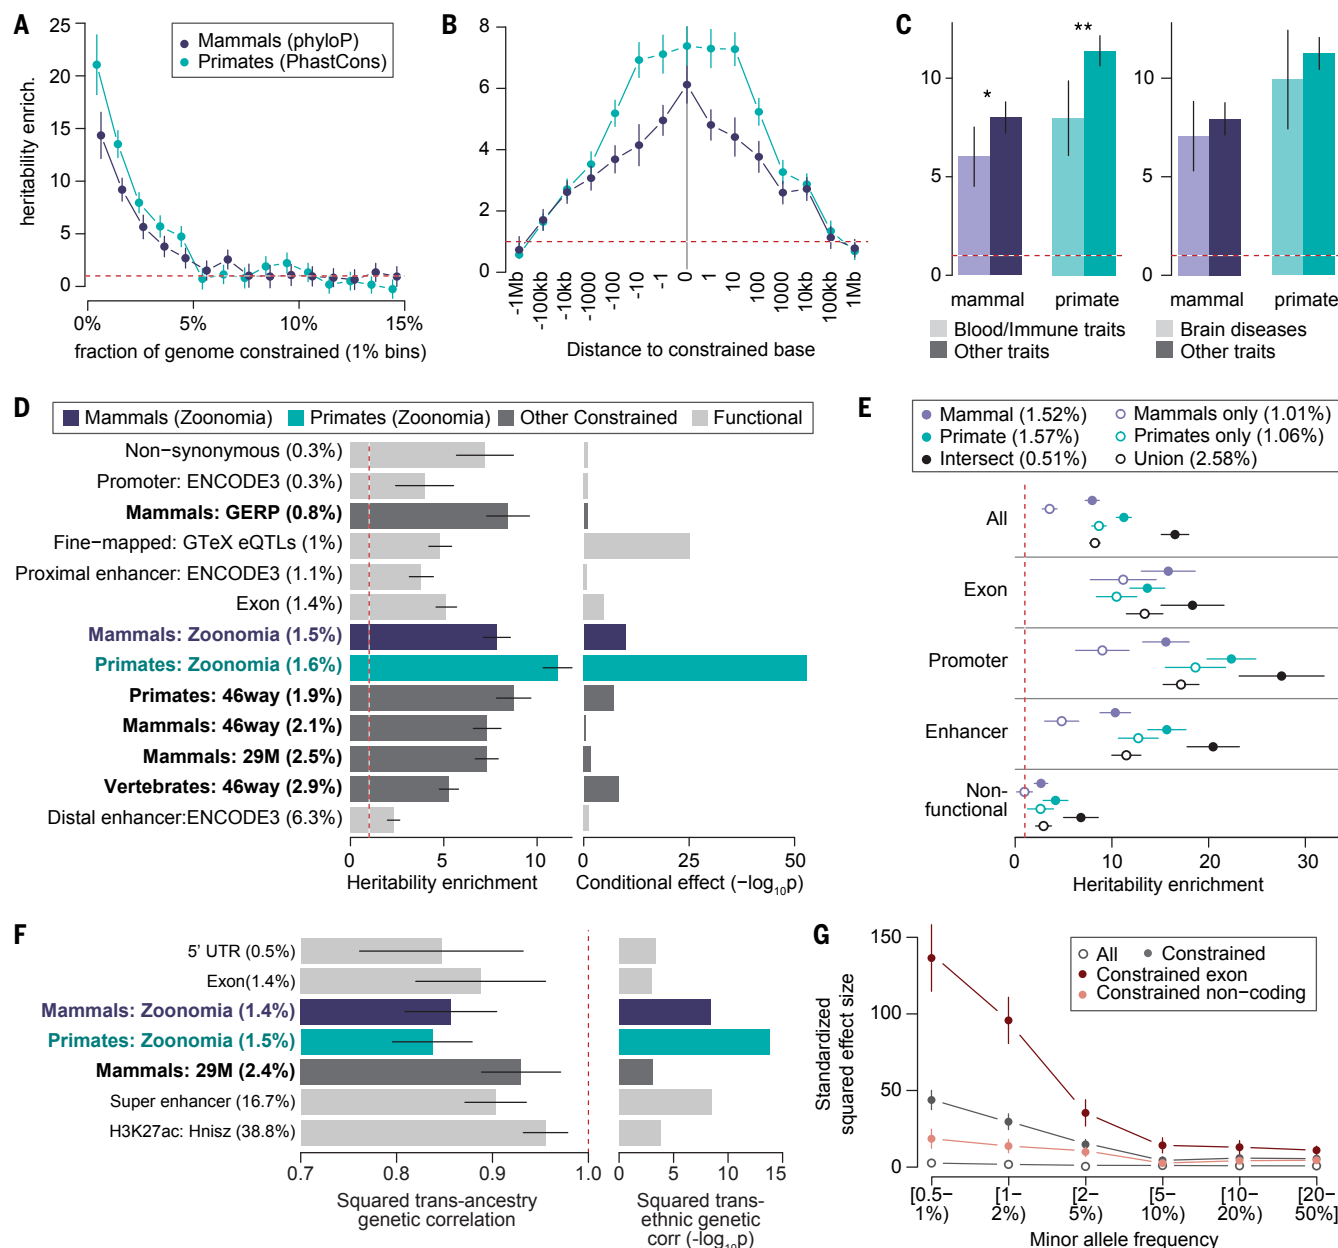 A
heritability enrich.
25
20
15
10
5
0
Mammals (phyloP)
Primates (PhastCons)
0%
5%
10%
15%
fraction of genome constrained (1% bins)
B
8
6
4
2
0
-1Mb
-100kb
-10kb
-1000
-100
-10
-1
0
1
10
100
1000
10kb
100kb
1Mb
Distance to constrained base
C
10
5
0
*
**
mammal
primate
Blood/Immune traits
Other traits
10
5
0
mammal
primate
Brain diseases
Other traits
D
Mammals (Zoonomia)
Primates (Zoonomia)
Other Constrained
Functional
Non−synonymous (0.3%)
Promoter: ENCODE3 (0.3%)
Mammals: GERP (0.8%)
Fine−mapped: GTeX eQTLs (1%)
Proximal enhancer: ENCODE3 (1.1%)
Exon (1.4%)
Mammals: Zoonomia (1.5%)
Primates: Zoonomia (1.6%)
Primates: 46way (1.9%)
Mammals: 46way (2.1%)
Mammals: 29M (2.5%)
Vertebrates: 46way (2.9%)
Distal enhancer:ENCODE3 (6.3%)
0
5
10
Heritability enrichment
0
25
50
Conditional effect (−log₁₀p)
E
Mammal (1.52%)
Mammals only (1.01%)
Primate (1.57%)
Primates only (1.06%)
Intersect (0.51%)
Union (2.58%)
All
Exon
Promoter
Enhancer
Non-
functional
0
10
20
30
Heritability enrichment
F
5' UTR (0.5%)
Exon(1.4%)
Mammals: Zoonomia (1.4%)
Primates: Zoonomia (1.5%)
Mammals: 29M (2.4%)
Super enhancer (16.7%)
H3K27ac: Hnisz (38.8%)
0.7
0.8
0.9
1.0
Squared trans-ancestry
genetic correlation
0
5
10
15
Squared trans-
ethnic genetic
corr (-log₁₀p)
G
Standardized
squared effect size
150
100
50
0
All
Constrained
Constrained exon
Constrained non−coding
[0.5−
1%)
[1−
2%)
[2−
5%)
[5−
10%)
[10−
20%)
[20−
50%]
Minor allele frequency